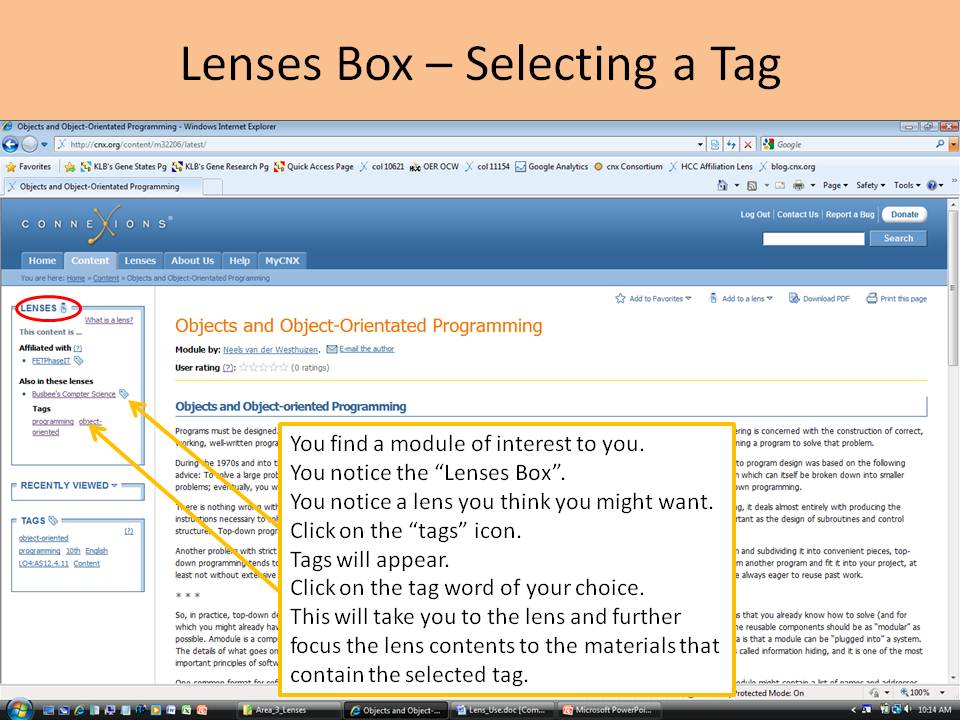 Lenses Box – Selecting a Tag
Objects and Object-Orientated Programming - Windows Internet Explorer
http://cnx.org/content/m32206/latest/
Google
Favorites
KLB's Gene States Pg
KLB's Gene Research Pg
Quick Access Page
col 10621
OER OCW
col 11154
Google Analytics
cnx Consortium
HCC Affiliation Lens
blog.cnx.org
Objects and Object-Orientated Programming
Page
Safety
Tools
CONNEXIONS
Log Out | Contact Us | Report a Bug
Donate
Search
Home
Content
Lenses
About Us
Help
MyCNX
You are here: Home » Content » Objects and Object-Orientated Programming
Add to Favorites
Add to a lens
Download PDF
Print this page
LENSES
What is a lens?
This content is ...
Affiliated with (?)
FETPhaseIT
Also in these lenses
Busbee's Compter Science
Tags
programming object-
oriented
RECENTLY VIEWED
TAGS
(?)
object-oriented
programming 10th English
LO4:AS12.4.11 Content
Objects and Object-Orientated Programming
Module by: Neels van der Westhuizen. E-mail the author
User rating (?): (0 ratings)
Objects and Object-oriented Programming
Programs must be designed. ering is concerned with the construction of correct,
working, well-written progra ning a program to solve that problem.
During the 1970s and into t to program design was based on the following
advice: To solve a large prob which can itself be broken down into smaller
problems; eventually, you w own programming.
There is nothing wrong with g, it deals almost entirely with producing the
instructions necessary to sol rtant as the design of subroutines and control
structures. Top-down progr
Another problem with strict and subdividing it into convenient pieces, top-
down programming tends to m another program and fit it into your project, at
least not without extensive always eager to reuse past work.
* * *
So, in practice, top-down de s that you already know how to solve (and for
which you might already hav the reusable components should be as "modular" as
possible. Amodule is a comp a is that a module can be "plugged into" a system.
The details of what goes on called information hiding, and it is one of the most
important principles of softw
One common format for sof module might contain a list of names and addresses
You find a module of interest to you.
You notice the “Lenses Box”.
You notice a lens you think you might want.
Click on the “tags” icon.
Tags will appear.
Click on the tag word of your choice.
This will take you to the lens and further
focus the lens contents to the materials that
contain the selected tag.
Protected Mode: On
100%
Area_3_Lenses
Objects and Object-...
Lens_Use.doc [Com...
Microsoft PowerPoi...
10:14 AM